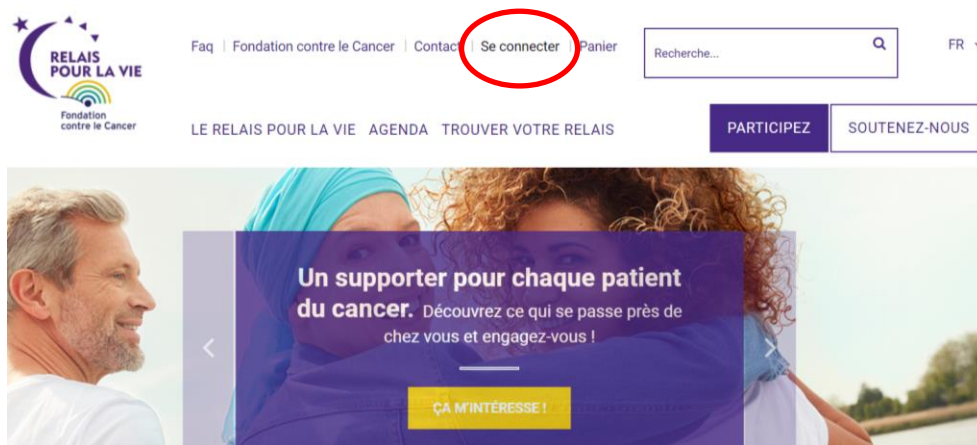 RELAIS
POUR LA VIE
Fondation
contre le Cancer
Faq | Fondation contre le Cancer | Contact | Se connecter | Panier
Recherche...
FR
LE RELAIS POUR LA VIE AGENDA TROUVER VOTRE RELAIS
PARTICIPEZ
SOUTENEZ-NOUS
Un supporter pour chaque patient
du cancer. Découvrez ce qui se passe près de
chez vous et engagez-vous !
ÇA M'INTÉRESSE !